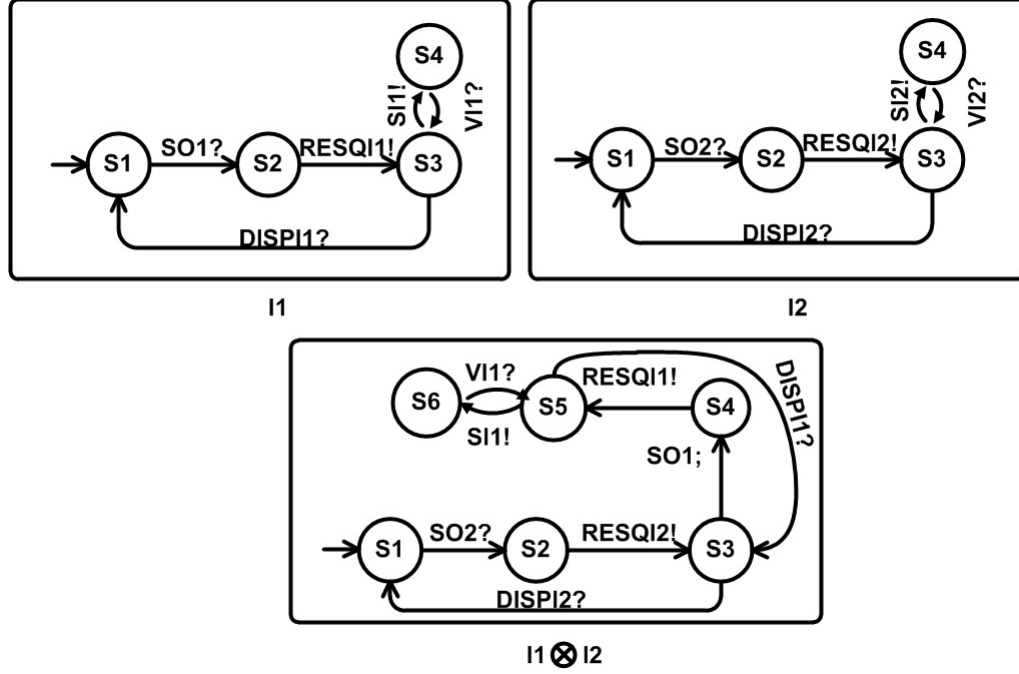 S4
SI1!
VI1?
S1
SO1?
S2
RESQI1!
S3
DISPI1?
I1
S4
SI2!
VI2?
S1
SO2?
S2
RESQI2!
S3
DISPI2?
I2
VI1?
RESQI1!
DISPI1?
S6
S5
S4
SI1!
SO1;
S1
SO2?
S2
RESQI2!
S3
DISPI2?
I1 ⊗ I2